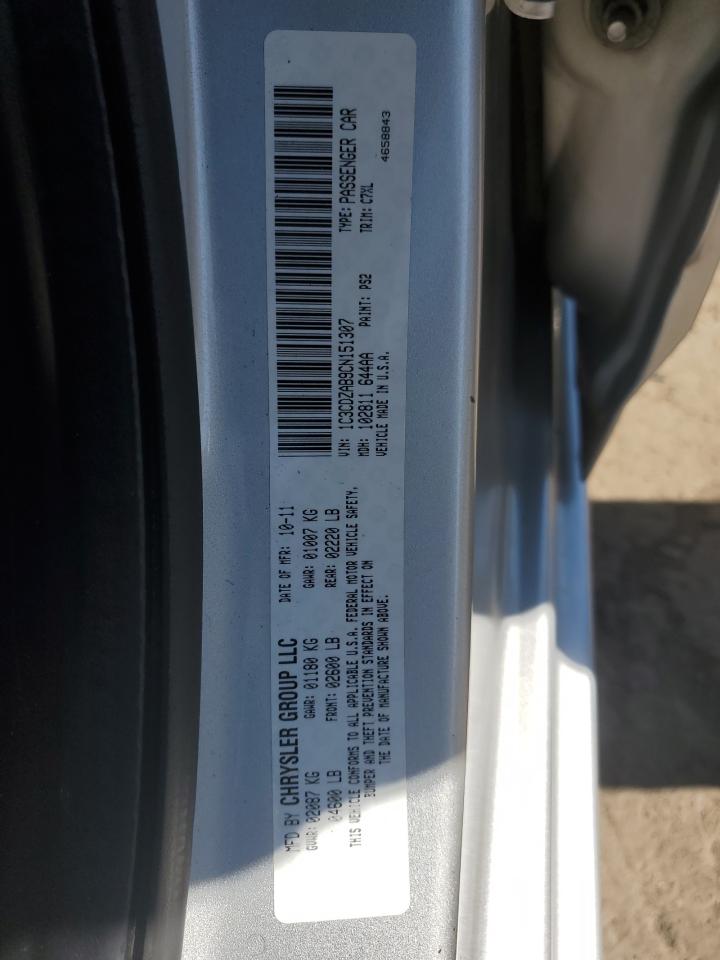 MFD BY CHRYSLER GROUP LLC DATE OF MFR: 10-11
GVWR: 02087 KG GAWR: 01180 KG GAWR: 01007 KG
04600 LB FRONT: 02600 LB REAR: 02220 LB
THIS VEHICLE CONFORMS TO ALL APPLICABLE U.S.A. FEDERAL MOTOR VEHICLE SAFETY,
BUMPER AND THEFT PREVENTION STANDARDS IN EFFECT ON
THE DATE OF MANUFACTURE SHOWN ABOVE.
VIN: 1C3CDZAB9CN151307 TYPE: PASSENGER CAR
MDH: 102811 644AA PAINT: PS2 TRIM: C7XL
VEHICLE MADE IN U.S.A. 4658843